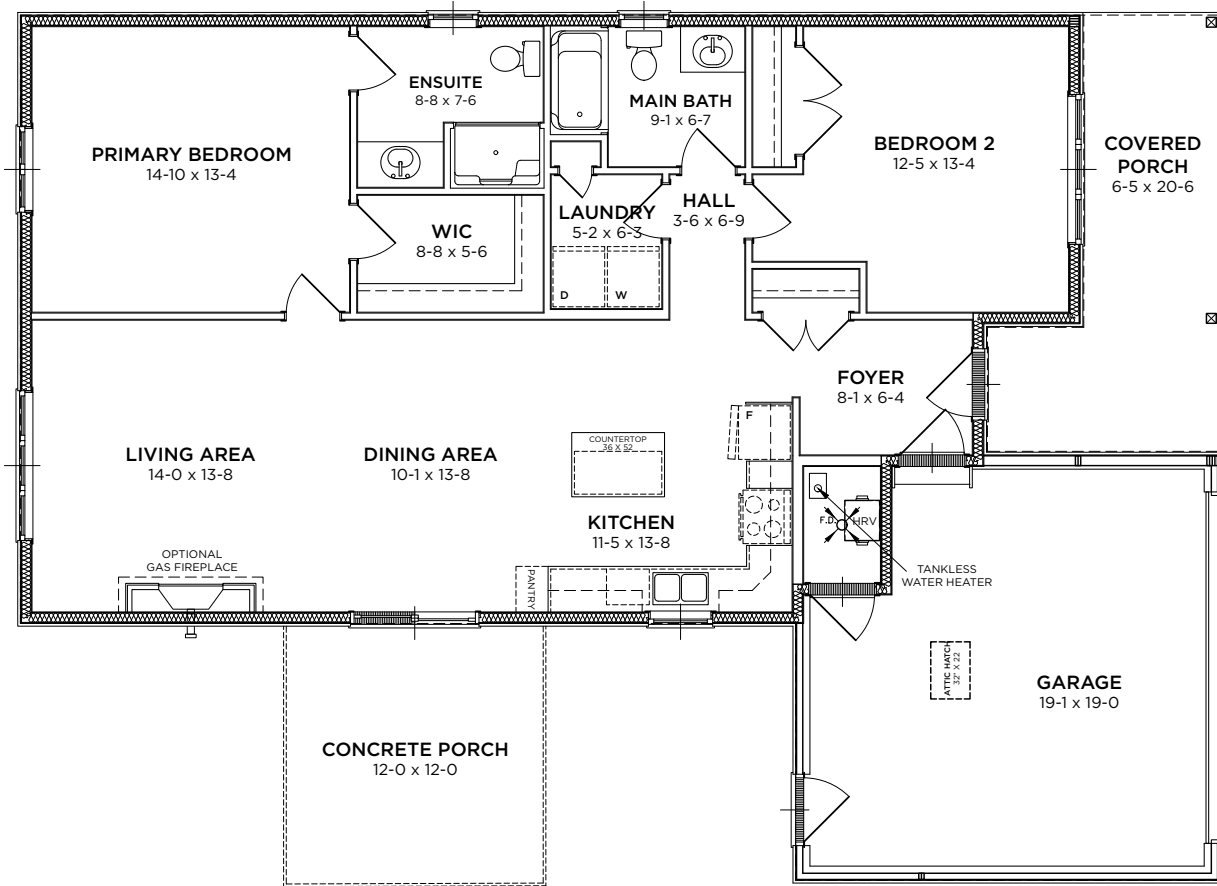 ENSUITE
8-8 x 7-6
MAIN BATH
9-1 x 6-7
PRIMARY BEDROOM
14-10 x 13-4
BEDROOM 2
12-5 x 13-4
COVERED
PORCH
6-5 x 20-6
WIC
8-8 x 5-6
LAUNDRY
5-2 x 6-3
HALL
3-6 x 6-9
D
W
FOYER
8-1 x 6-4
LIVING AREA
14-0 x 13-8
DINING AREA
10-1 x 13-8
COUNTERTOP
36 X 52
F
KITCHEN
11-5 x 13-8
F.D.
HRV
OPTIONAL
GAS FIREPLACE
PANTRY
TANKLESS
WATER HEATER
ATTIC HATCH
32" X 22
GARAGE
19-1 x 19-0
CONCRETE PORCH
12-0 x 12-0